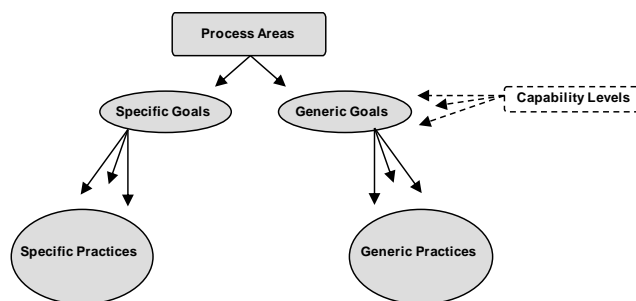 Process Areas
Specific Goals
Generic Goals
Capability Levels
Specific Practices
Generic Practices